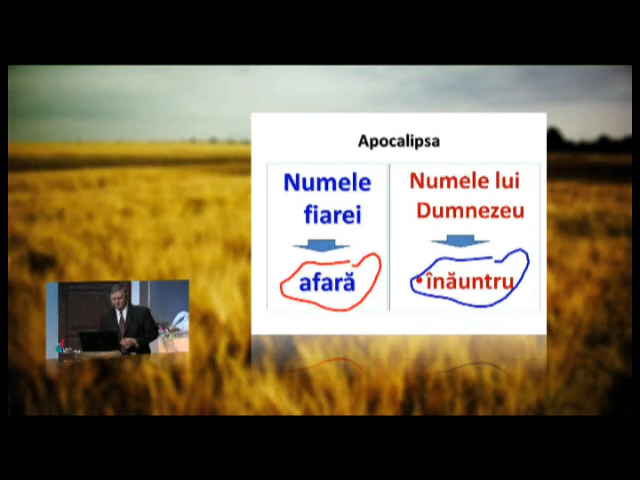 Apocalipsa
Numele
fiarei
afară
Numele lui
Dumnezeu
înăuntru